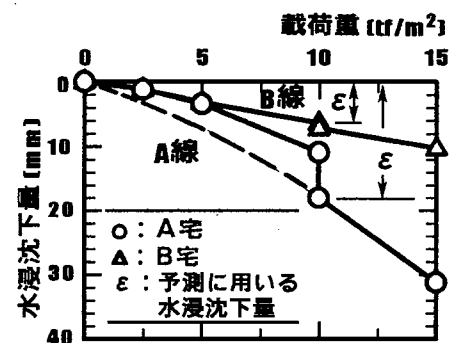 載荷重 (tf/m²)
0 5 10 15
0
10
20
30
40
水浸沈下量(mm)
B線
ε
A線
ε
○：A宅
△：B宅
ε：予測に用いる
水浸沈下量